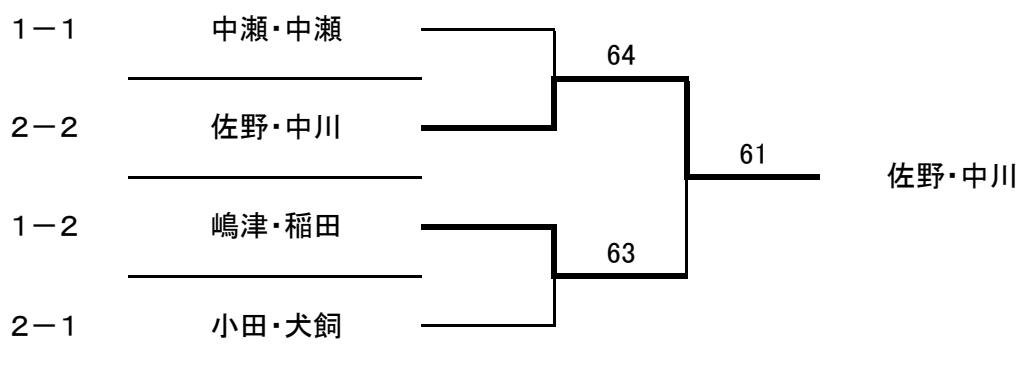 1－1 中瀬・中瀬
64
2－2 佐野・中川
61
佐野・中川
1－2 嶋津・稲田
63
2－1 小田・犬飼